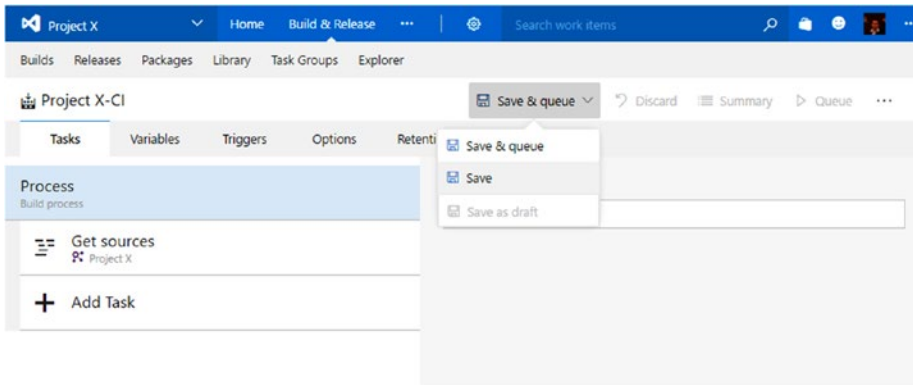 Project X Home Build & Release ... Search work items ...
Builds Releases Packages Library Task Groups Explorer
Project X-CI Save & queue Discard Summary Queue ...
Tasks Variables Triggers Options Retenti
Save & queue
Save
Save as draft
Process
Build process
Get sources
Project X
Add Task